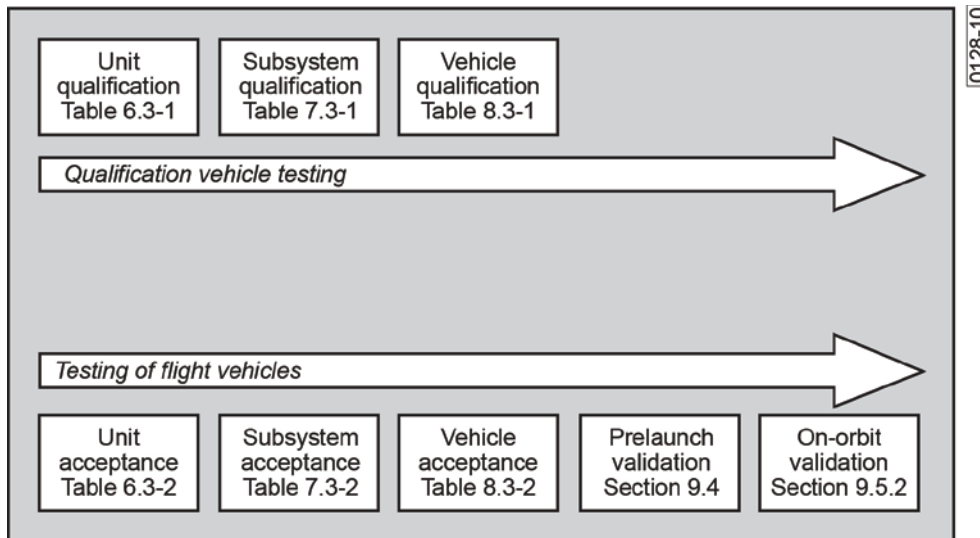 Unit
qualification
Table 6.3-1
Subsystem
qualification
Table 7.3-1
Vehicle
qualification
Table 8.3-1
Qualification vehicle testing
Testing of flight vehicles
Unit
acceptance
Table 6.3-2
Subsystem
acceptance
Table 7.3-2
Vehicle
acceptance
Table 8.3-2
Prelaunch
validation
Section 9.4
On-orbit
validation
Section 9.5.2
0128-10